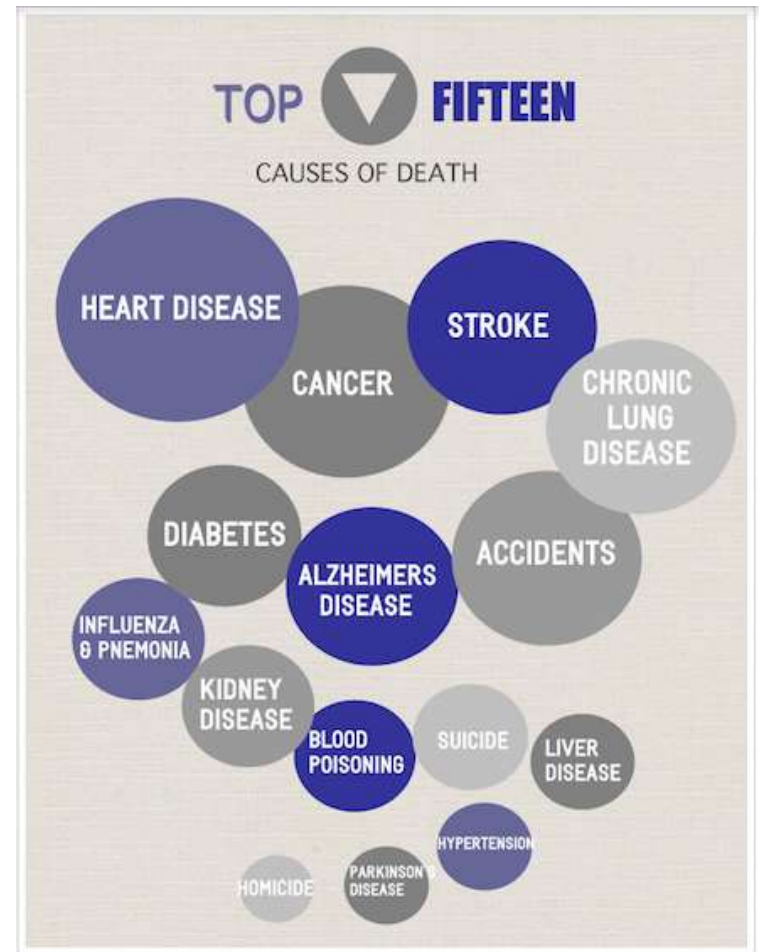 TOP FIFTEEN
CAUSES OF DEATH
HEART DISEASE
CANCER
STROKE
CHRONIC
LUNG
DISEASE
DIABETES
ALZHEIMERS
DISEASE
ACCIDENTS
INFLUENZA
& PNEMONIA
KIDNEY
DISEASE
BLOOD
POISONING
SUICIDE
LIVER
DISEASE
HYPERTENSION
PARKINSON'S
DISEASE
HOMICIDE